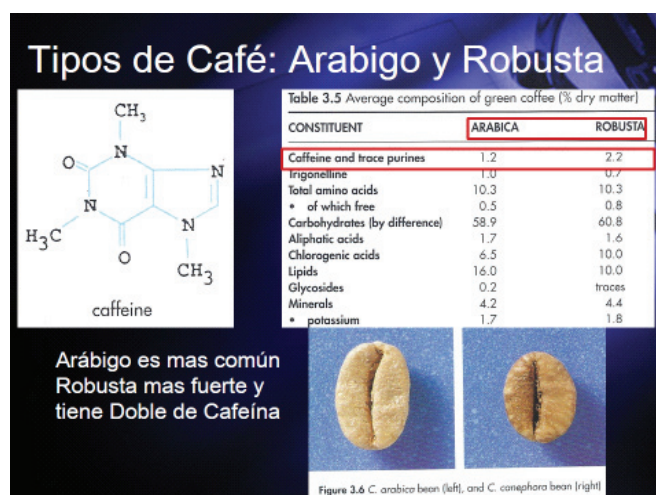 Tipos de Café: Arabigo y Robusta
CH3
N
N
O
N
N
H3C
O
CH3
caffeine
Table 3.5 Average composition of green coffee (% dry matter)
CONSTITUENT ARABICA ROBUSTA
Caffeine and trace purines 1.2 2.2
Trigonelline 1.0 0.7
Total amino acids 10.3 10.3
• of which free 0.5 0.8
Carbohydrates (by difference) 58.9 60.8
Aliphatic acids 1.7 1.6
Chlorogenic acids 6.5 10.0
Lipids 16.0 10.0
Glycosides 0.2 traces
Minerals 4.2 4.4
• potassium 1.7 1.8
Arábigo es mas común
Robusta mas fuerte y
tiene Doble de Cafeína
Figure 3.6 C. arabica bean (left), and C. canephora bean (right)